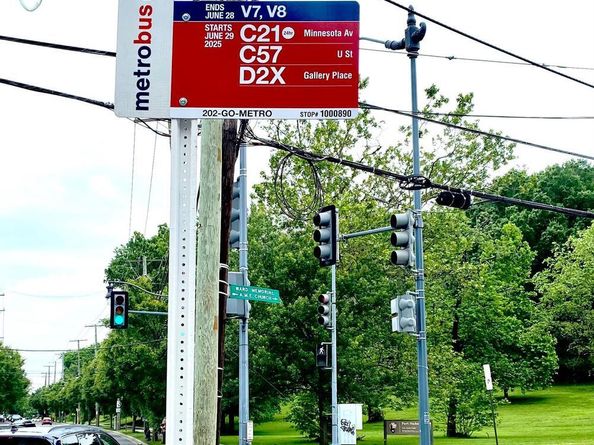 metrobus
ENDS JUNE 28 V7, V8
STARTS JUNE 29 2025
C21 24hr Minnesota Av
C57 U St
D2X Gallery Place
202-GO-METRO STOP# 1000890
WARD MEMORIAL
A.M.E. CHURCH